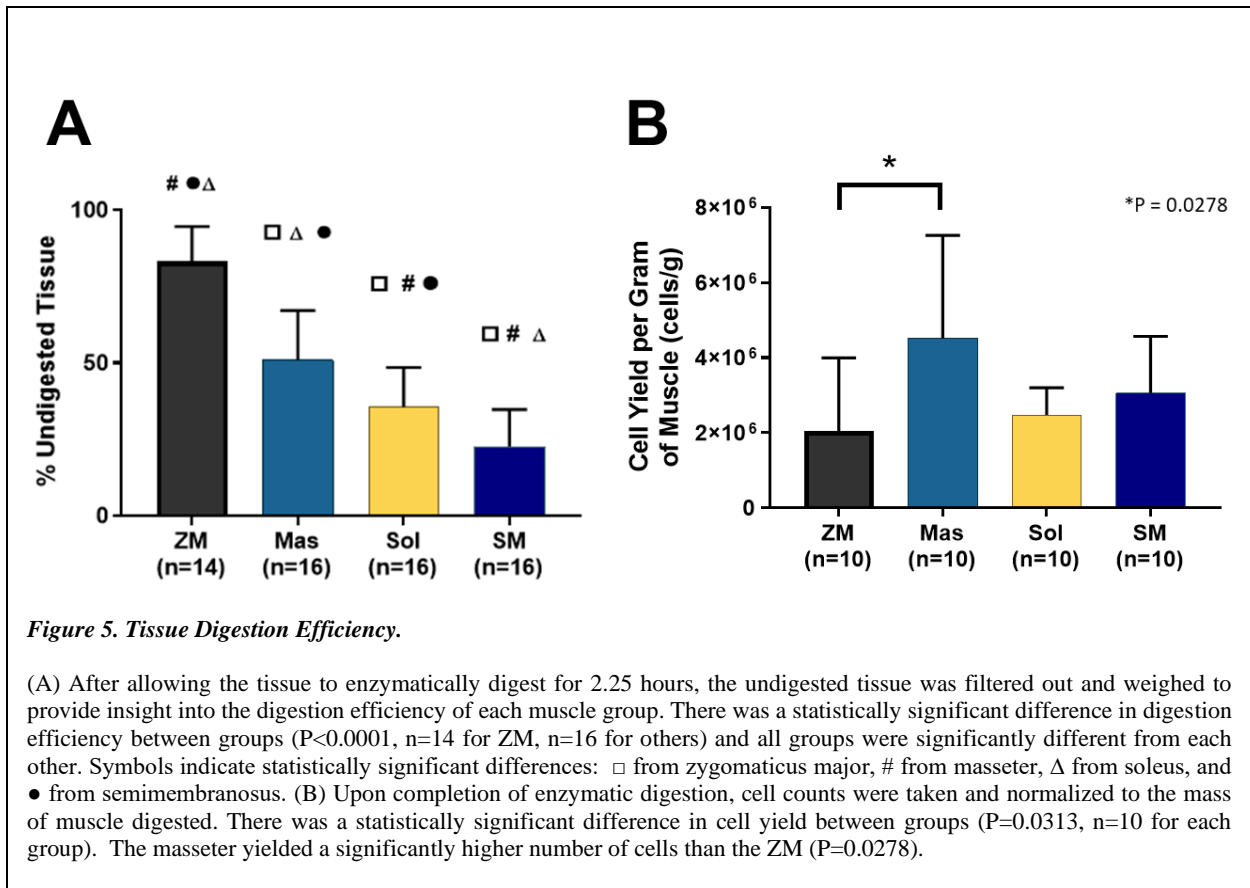 A
# ● Δ
100
□ Δ ●
□ # ●
□ # Δ
50
0
% Undigested Tissue
ZM Mas Sol SM
(n=14) (n=16) (n=16) (n=16)
B
*
*P = 0.0278
8×10⁶
6×10⁶
4×10⁶
2×10⁶
0
Cell Yield per Gram
of Muscle (cells/g)
ZM Mas Sol SM
(n=10) (n=10) (n=10) (n=10)
Figure 5. Tissue Digestion Efficiency.
(A) After allowing the tissue to enzymatically digest for 2.25 hours, the undigested tissue was filtered out and weighed to
provide insight into the digestion efficiency of each muscle group. There was a statistically significant difference in digestion
efficiency between groups (P<0.0001, n=14 for ZM, n=16 for others) and all groups were significantly different from each
other. Symbols indicate statistically significant differences: □ from zygomaticus major, # from masseter, Δ from soleus, and
● from semimembranosus. (B) Upon completion of enzymatic digestion, cell counts were taken and normalized to the mass
of muscle digested. There was a statistically significant difference in cell yield between groups (P=0.0313, n=10 for each
group). The masseter yielded a significantly higher number of cells than the ZM (P=0.0278).